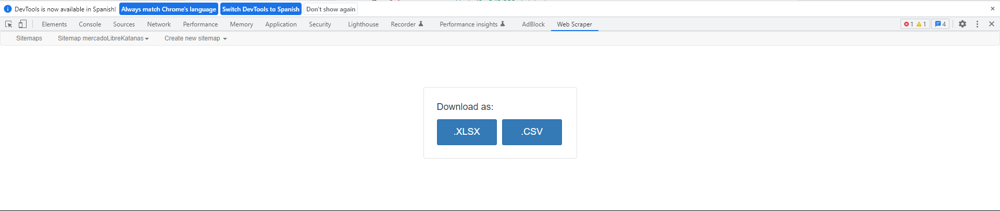 DevTools is now available in Spanish! Always match Chrome's language Switch DevTools to Spanish Don't show again
Elements Console Sources Network Performance Memory Application Security Lighthouse Recorder Performance insights AdBlock Web Scraper 1 1 4
Sitemaps Sitemap mercadoLibreKatanas Create new sitemap
Download as:
.XLSX .CSV